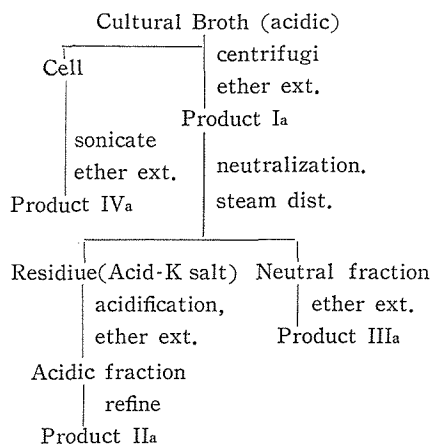 Cultural Broth (acidic)
Cell
centrifugi
ether ext.
Product Ia
sonicate
ether ext.
neutralization.
steam dist.
Product IVa
Residiue(Acid-K salt) Neutral fraction
acidification,
ether ext.
ether ext.
Product IIIa
Acidic fraction
refine
Product IIa